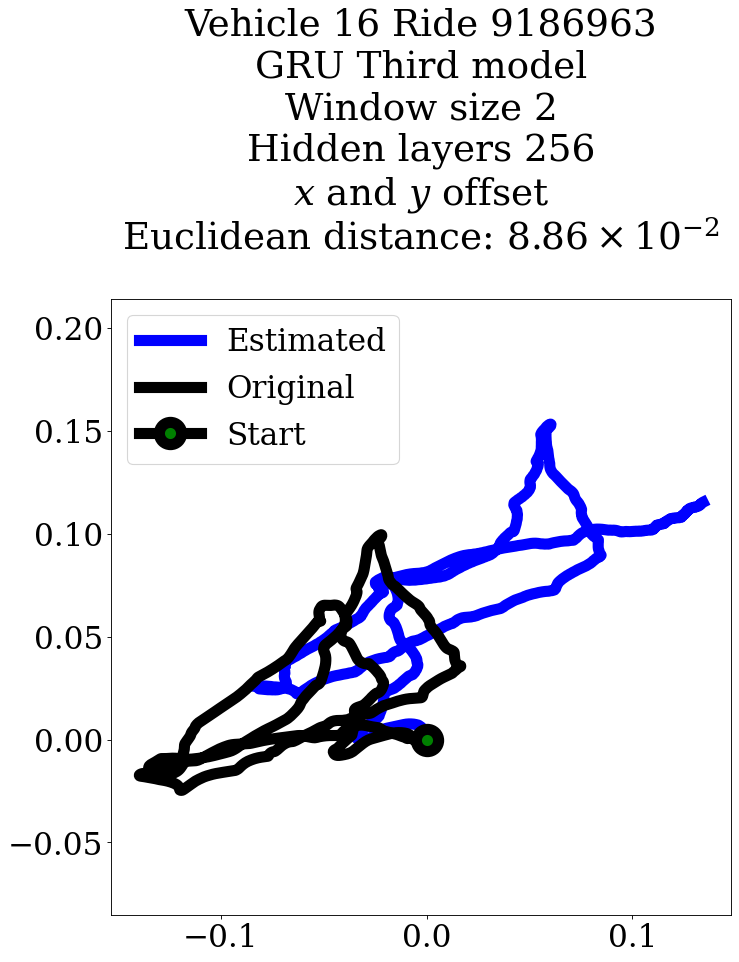 Vehicle 16 Ride 9186963
GRU Third model
Window size 2
Hidden layers 256
x and y offset
Euclidean distance: 8.86 × 10⁻²
Estimated
Original
Start
0.20
0.15
0.10
0.05
0.00
−0.05
−0.1 0.0 0.1